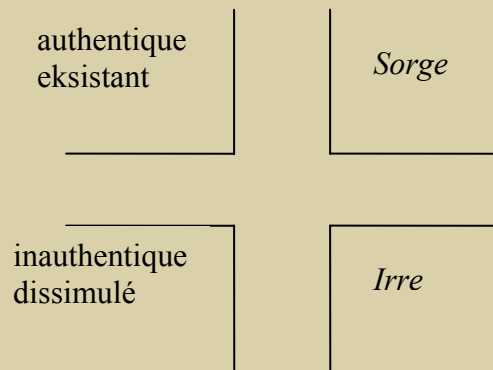 authentique
eksistant
Sorge
inauthentique
dissimulé
Irre